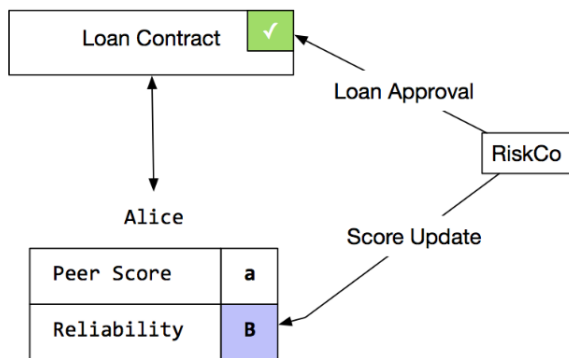 Loan Contract ✓
Loan Approval
RiskCo
Alice
Score Update
Peer Score a
Reliability B